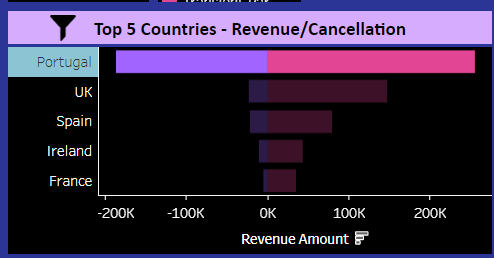 Top 5 Countries - Revenue/Cancellation
Portugal
UK
Spain
Ireland
France
-200K -100K 0K 100K 200K
Revenue Amount